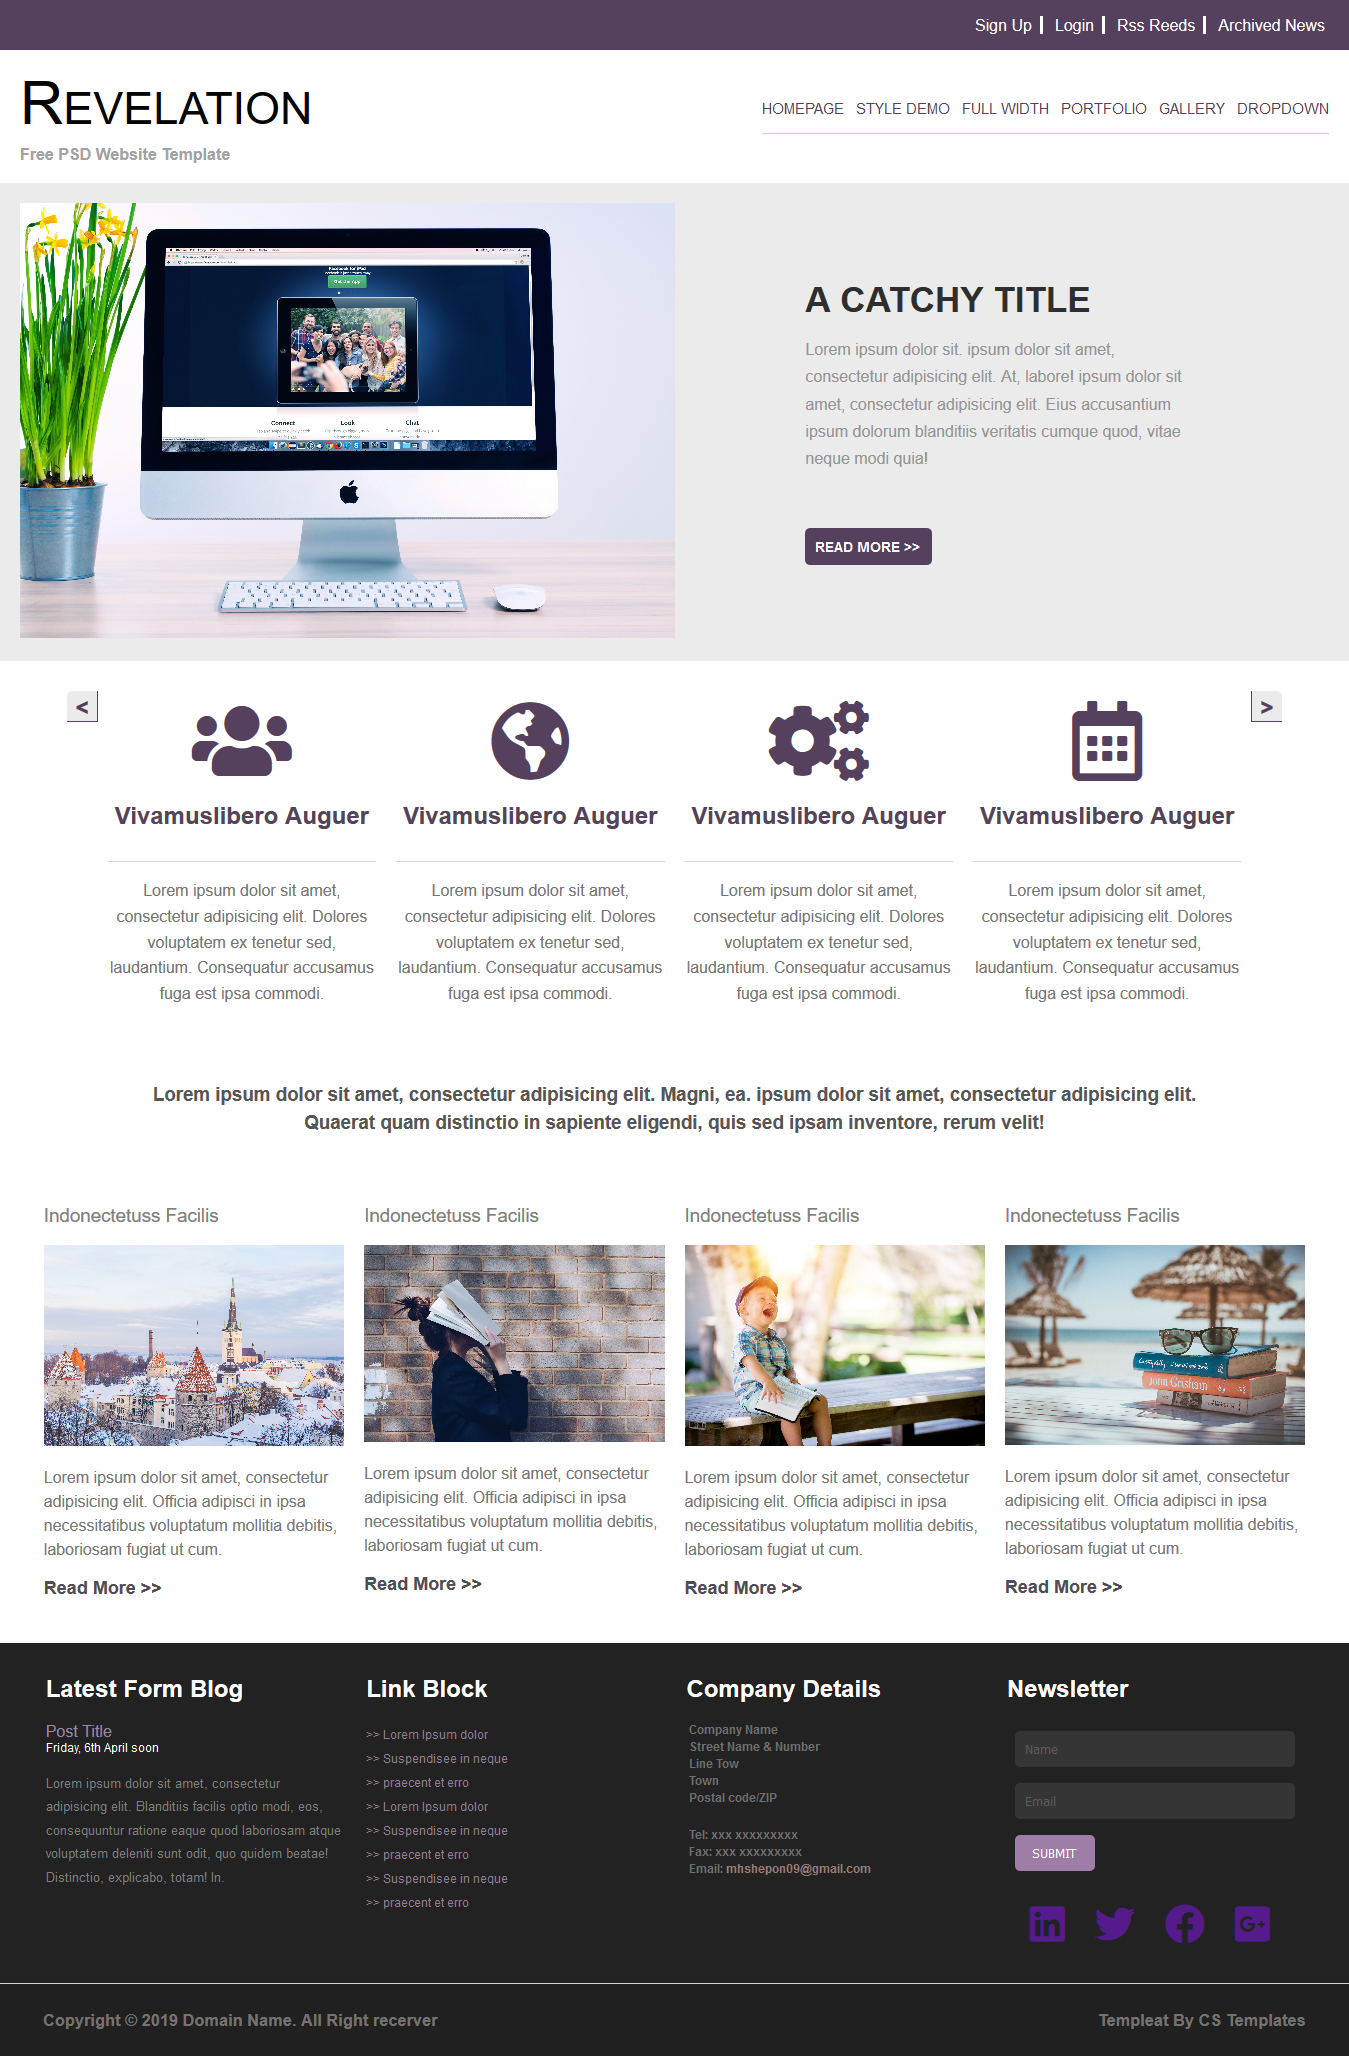 Sign Up
Login
Rss Reeds
Archived News
REVELATION
Free PSD Website Template
HOMEPAGE STYLE DEMO FULL WIDTH PORTFOLIO GALLERY DROPDOWN
Facebook for iPad
Get the App
Connect Look Chat
A CATCHY TITLE
Lorem ipsum dolor sit. ipsum dolor sit amet,
consectetur adipisicing elit. At, labore! ipsum dolor sit
amet, consectetur adipisicing elit. Eius accusantium
ipsum dolorum blanditiis veritatis cumque quod, vitae
neque modi quia!
READ MORE >>
<
>
Vivamuslibero Auguer
Lorem ipsum dolor sit amet,
consectetur adipisicing elit. Dolores
voluptatem ex tenetur sed,
laudantium. Consequatur accusamus
fuga est ipsa commodi.
Vivamuslibero Auguer
Lorem ipsum dolor sit amet,
consectetur adipisicing elit. Dolores
voluptatem ex tenetur sed,
laudantium. Consequatur accusamus
fuga est ipsa commodi.
Vivamuslibero Auguer
Lorem ipsum dolor sit amet,
consectetur adipisicing elit. Dolores
voluptatem ex tenetur sed,
laudantium. Consequatur accusamus
fuga est ipsa commodi.
Vivamuslibero Auguer
Lorem ipsum dolor sit amet,
consectetur adipisicing elit. Dolores
voluptatem ex tenetur sed,
laudantium. Consequatur accusamus
fuga est ipsa commodi.
Lorem ipsum dolor sit amet, consectetur adipisicing elit. Magni, ea. ipsum dolor sit amet, consectetur adipisicing elit.
Quaerat quam distinctio in sapiente eligendi, quis sed ipsam inventore, rerum velit!
Indonectetuss Facilis
Lorem ipsum dolor sit amet, consectetur
adipisicing elit. Officia adipisci in ipsa
necessitatibus voluptatum mollitia debitis,
laboriosam fugiat ut cum.
Read More >>
Indonectetuss Facilis
Lorem ipsum dolor sit amet, consectetur
adipisicing elit. Officia adipisci in ipsa
necessitatibus voluptatum mollitia debitis,
laboriosam fugiat ut cum.
Read More >>
Indonectetuss Facilis
Lorem ipsum dolor sit amet, consectetur
adipisicing elit. Officia adipisci in ipsa
necessitatibus voluptatum mollitia debitis,
laboriosam fugiat ut cum.
Read More >>
Indonectetuss Facilis
John Grisham
Lorem ipsum dolor sit amet, consectetur
adipisicing elit. Officia adipisci in ipsa
necessitatibus voluptatum mollitia debitis,
laboriosam fugiat ut cum.
Read More >>
Latest Form Blog
Post Title
Friday, 6th April soon
Lorem ipsum dolor sit amet, consectetur
adipisicing elit. Blanditiis facilis optio modi, eos,
consequuntur ratione eaque quod laboriosam atque
voluptatem deleniti sunt odit, quo quidem beatae!
Distinctio, explicabo, totam! In.
Link Block
>> Lorem Ipsum dolor
>> Suspendisee in neque
>> praecent et erro
>> Lorem Ipsum dolor
>> Suspendisee in neque
>> praecent et erro
>> Suspendisee in neque
>> praecent et erro
Company Details
Company Name
Street Name & Number
Line Tow
Town
Postal code/ZIP
Tel: xxx xxxxxxxxx
Fax: xxx xxxxxxxxx
Email: mhshepon09@gmail.com
Newsletter
Name
Email
SUBMIT
Copyright © 2019 Domain Name. All Right recerver
Templeat By CS Templates